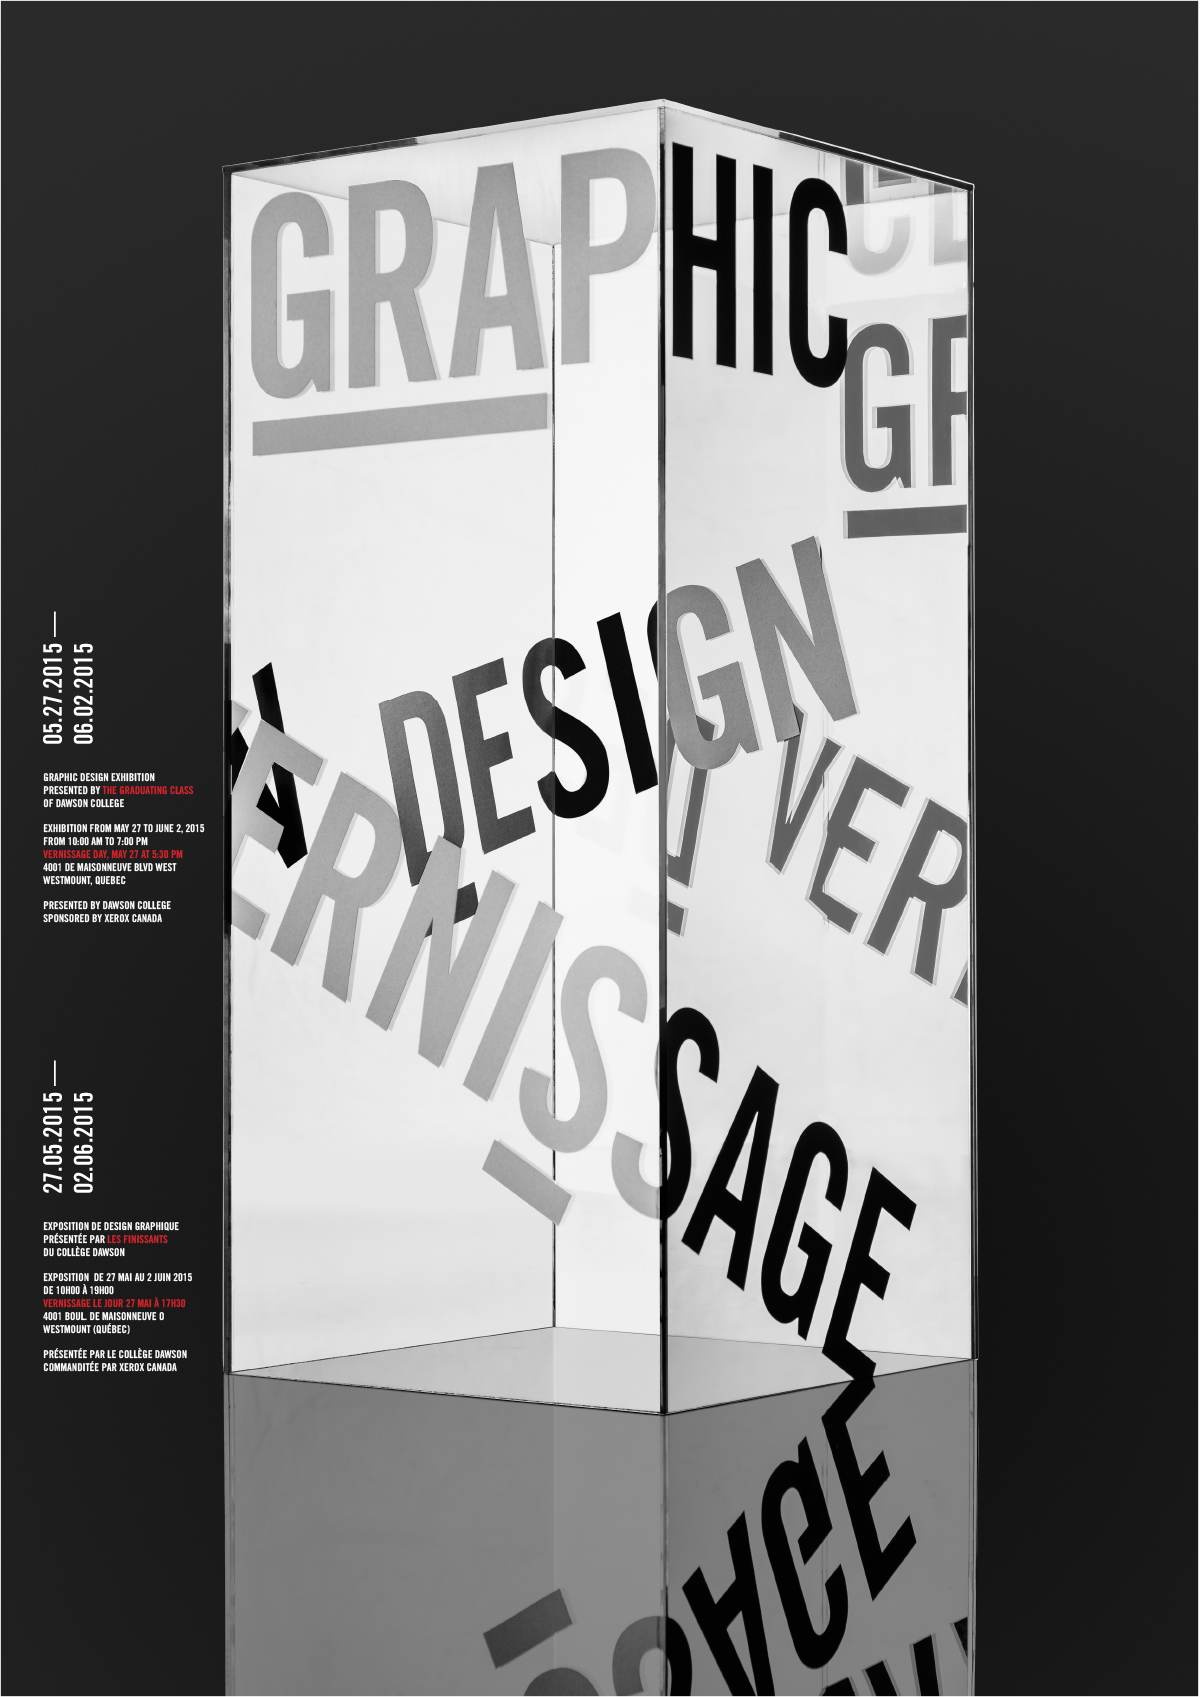 GRAPHIC
GR
DESIGN
VERNISSAGE
VER
05.27.2015 —
06.02.2015
GRAPHIC DESIGN EXHIBITION
PRESENTED BY THE GRADUATING CLASS
OF DAWSON COLLEGE
EXHIBITION FROM MAY 27 TO JUNE 2, 2015
FROM 10:00 AM TO 7:00 PM
VERNISSAGE DAY, MAY 27 AT 5:30 PM
4001 DE MAISONNEUVE BLVD WEST
WESTMOUNT, QUEBEC
PRESENTED BY DAWSON COLLEGE
SPONSORED BY XEROX CANADA
27.05.2015 —
02.06.2015
EXPOSITION DE DESIGN GRAPHIQUE
PRÉSENTÉE PAR LES FINISSANTS
DU COLLÈGE DAWSON
EXPOSITION DE 27 MAI AU 2 JUIN 2015
DE 10H00 À 19H00
VERNISSAGE LE JOUR 27 MAI À 17H30
4001 BOUL. DE MAISONNEUVE O
WESTMOUNT (QUÉBEC)
PRÉSENTÉE PAR LE COLLÈGE DAWSON
COMMANDITÉE PAR XEROX CANADA